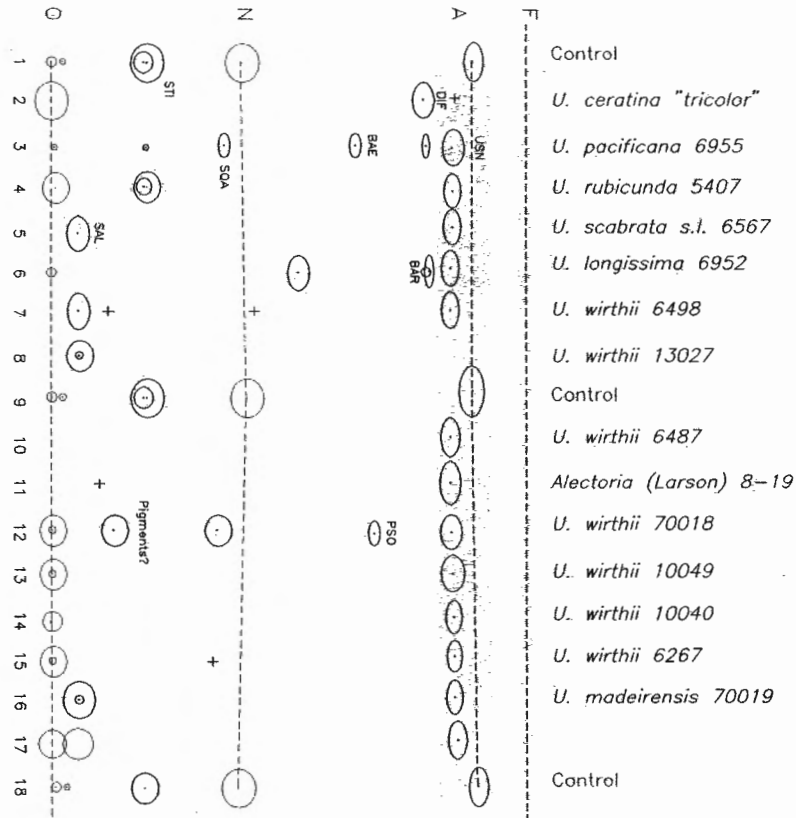 O N A F
1 Control
STI
2 DIF + U. ceratina "tricolor"
3 SQA BAE USN U. pacificana 6955
4 U. rubicunda 5407
5 SAL U. scabrata s.l. 6567
6 BAR U. longissima 6952
7 + + U. wirthii 6498
8 U. wirthii 13027
9 Control
10 U. wirthii 6487
11 + Alectoria (Larson) 8-19
12 Pigments? PSO U. wirthii 70018
13 U. wirthii 10049
14 U. wirthii 10040
15 + U. wirthii 6267
16 U. madeirensis 70019
17
18 Control